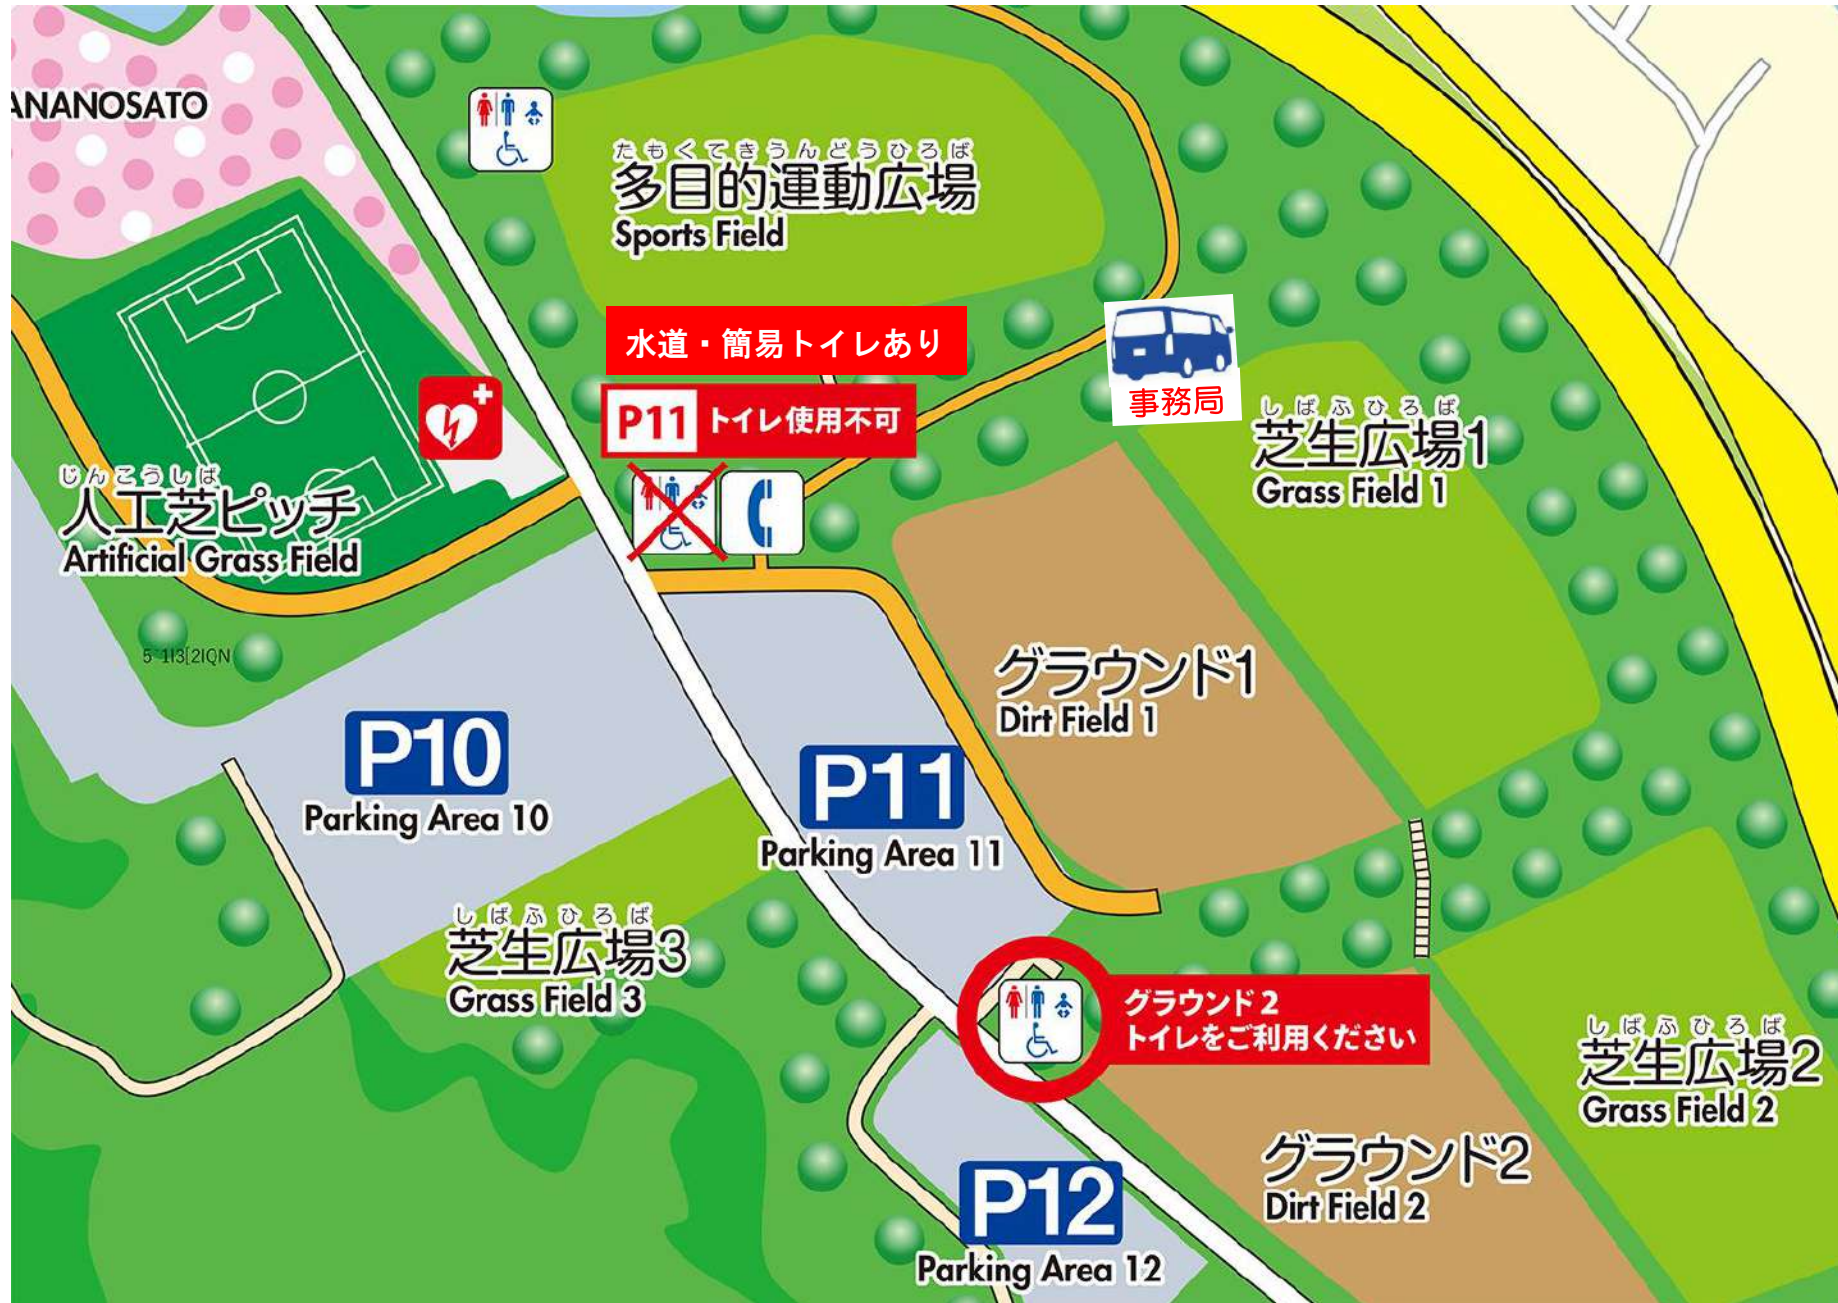 ANANOSATO
たもくてきうんどうひろば
多目的運動広場
Sports Field
水道・簡易トイレあり
P11 トイレ使用不可
事務局
しばふひろば
芝生広場1
Grass Field 1
じんこうしば
人工芝ピッチ
Artificial Grass Field
グラウンド1
Dirt Field 1
P10
Parking Area 10
P11
Parking Area 11
しばふひろば
芝生広場3
Grass Field 3
グラウンド2
トイレをご利用ください
しばふひろば
芝生広場2
Grass Field 2
グラウンド2
Dirt Field 2
P12
Parking Area 12